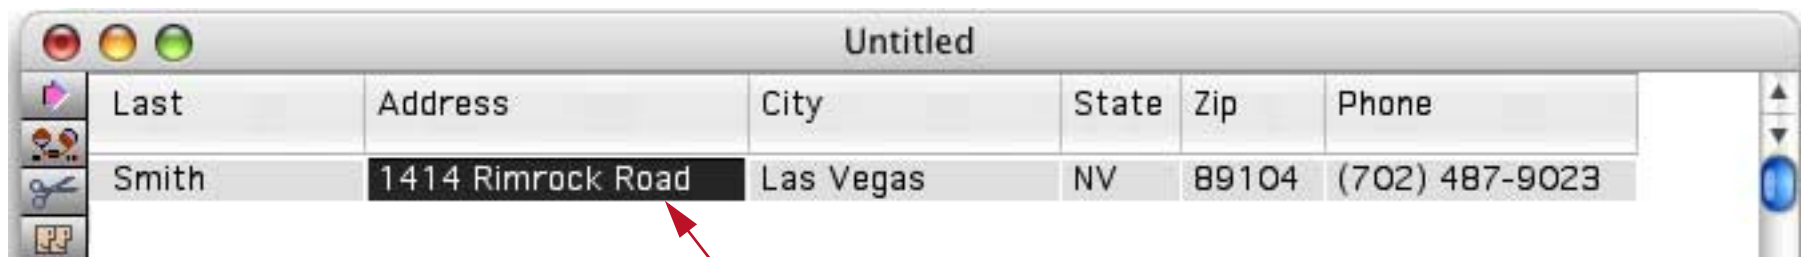 Untitled
Last Address City State Zip Phone
Smith 1414 Rimrock Road Las Vegas NV 89104 (702) 487-9023